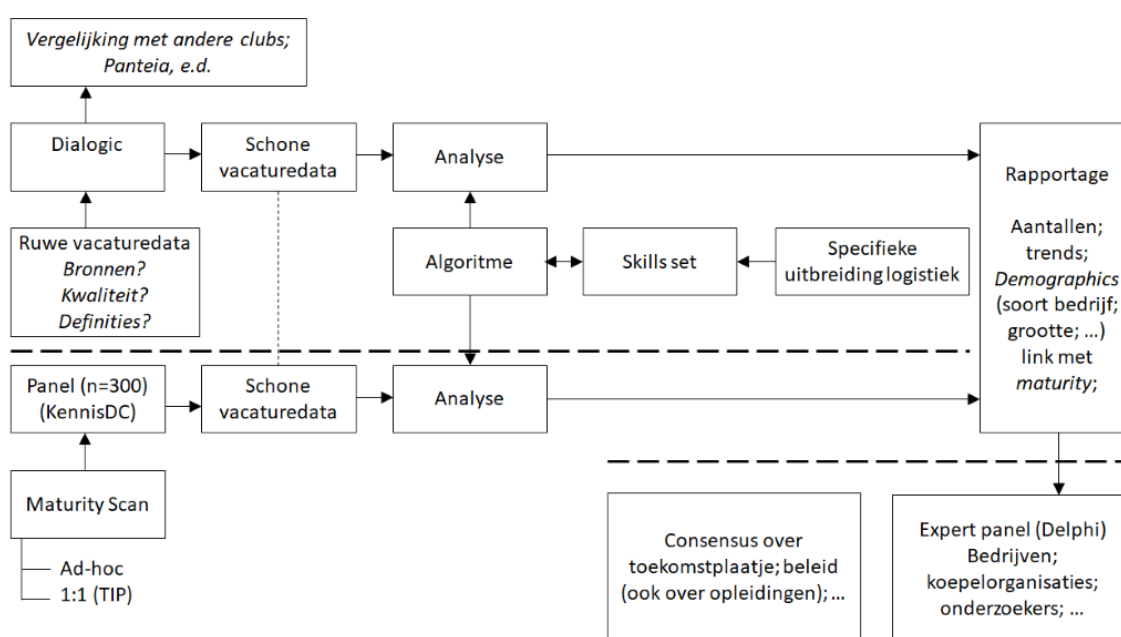 Vergelijking met andere clubs;
Panteia, e.d.
Dialogic
Schone
vacaturedata
Analyse
Rapportage
Aantallen;
trends;
Demographics
(soort bedrijf;
grootte; ...)
link met
maturity;
Ruwe vacaturedata
Bronnen?
Kwaliteit?
Definities?
Algoritme
Skills set
Specifieke
uitbreiding logistiek
Panel (n=300)
(KennisDC)
Schone
vacaturedata
Analyse
Maturity Scan
Ad-hoc
1:1 (TIP)
Consensus over
toekomstplaatje; beleid
(ook over opleidingen); ...
Expert panel (Delphi)
Bedrijven;
koepelorganisaties;
onderzoekers; ...